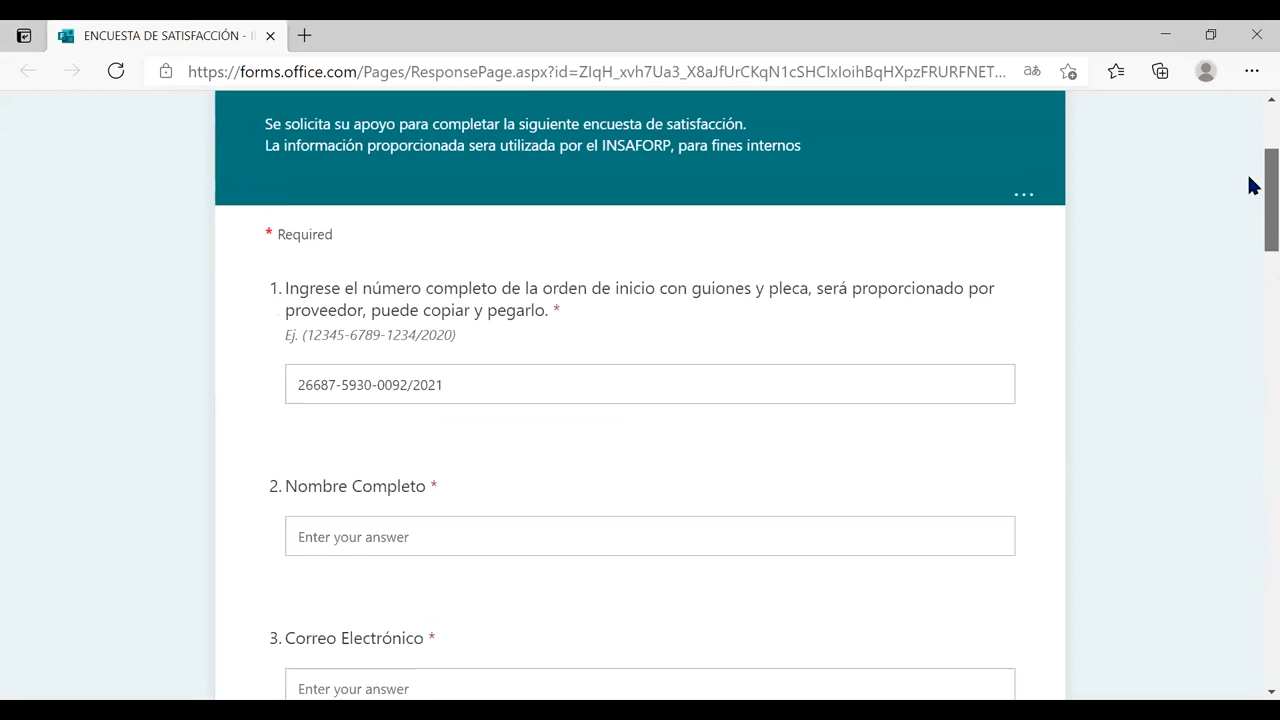 ENCUESTA DE SATISFACCIÓN - I
https://forms.office.com/Pages/ResponsePage.aspx?id=ZIqH_xvh7Ua3_X8aJfUrCKqN1cSHCIxIoihBqHXpzFRURFNET...
Se solicita su apoyo para completar la siguiente encuesta de satisfacción.
La información proporcionada sera utilizada por el INSAFORP, para fines internos
...
* Required
1. Ingrese el número completo de la orden de inicio con guiones y pleca, será proporcionado por
proveedor, puede copiar y pegarlo. *
Ej. (12345-6789-1234/2020)
26687-5930-0092/2021
2. Nombre Completo *
Enter your answer
3. Correo Electrónico *
Enter your answer